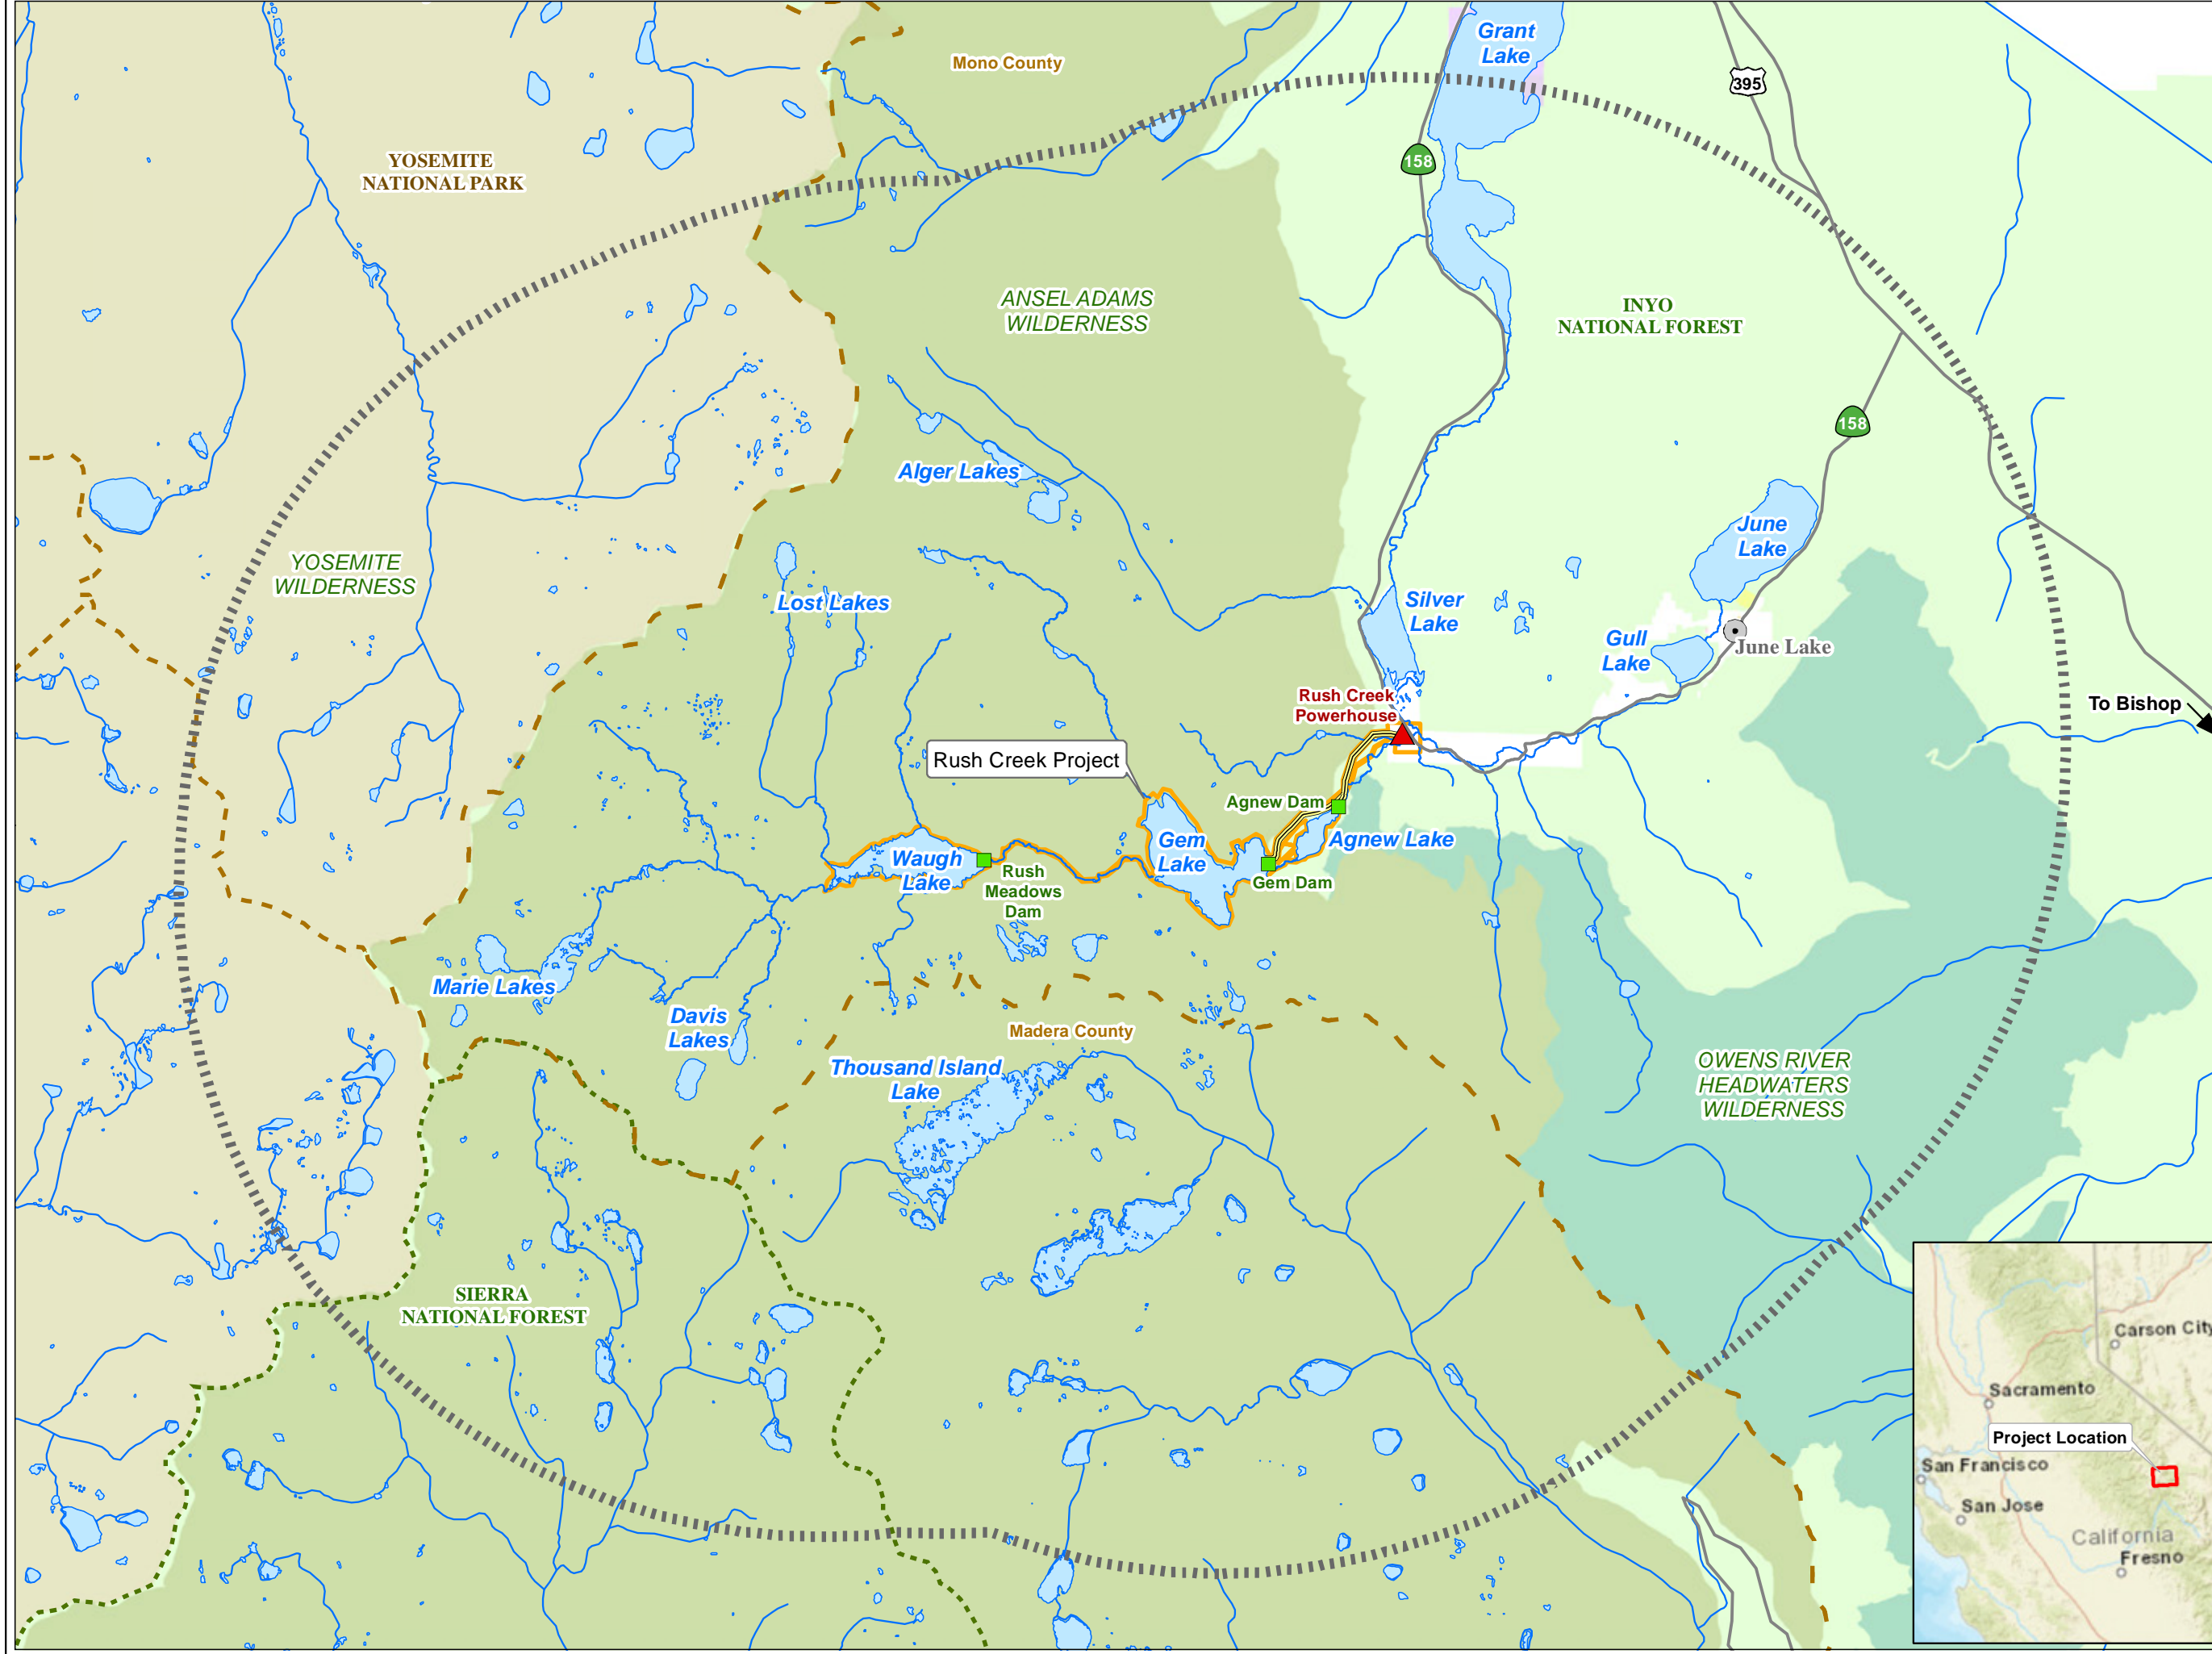 Grant
Lake
Mono County
395
YOSEMITE
NATIONAL PARK
158
ANSEL ADAMS
WILDERNESS
INYO
NATIONAL FOREST
158
Alger Lakes
June
Lake
YOSEMITE
WILDERNESS
Lost Lakes
Silver
Lake
Gull
Lake
June Lake
Rush Creek
Powerhouse
To Bishop
Rush Creek Project
Agnew Dam
Gem
Lake
Agnew Lake
Waugh
Lake
Rush
Meadows
Dam
Gem Dam
Marie Lakes
Davis
Lakes
Madera County
Thousand Island
Lake
OWENS RIVER
HEADWATERS
WILDERNESS
SIERRA
NATIONAL FOREST
Carson City
Sacramento
Project Location
San Francisco
San Jose
California
Fresno